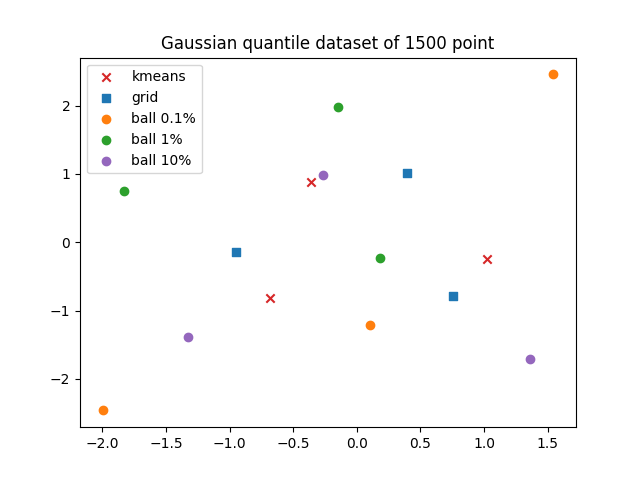 Gaussian quantile dataset of 1500 point
kmeans
grid
ball 0.1%
ball 1%
ball 10%
2
1
0
−1
−2
−2.0 −1.5 −1.0 −0.5 0.0 0.5 1.0 1.5